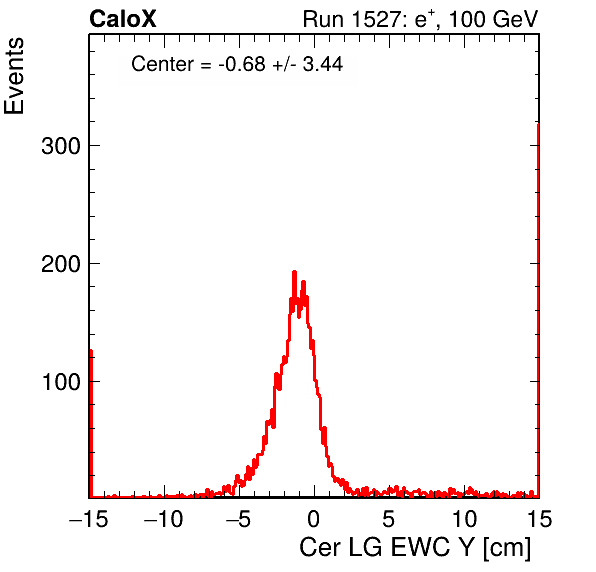 CaloX
Run 1527: e⁺, 100 GeV
Center = -0.68 +/- 3.44
Events
300
200
100
−15 −10 −5 0 5 10 15
Cer LG EWC Y [cm]